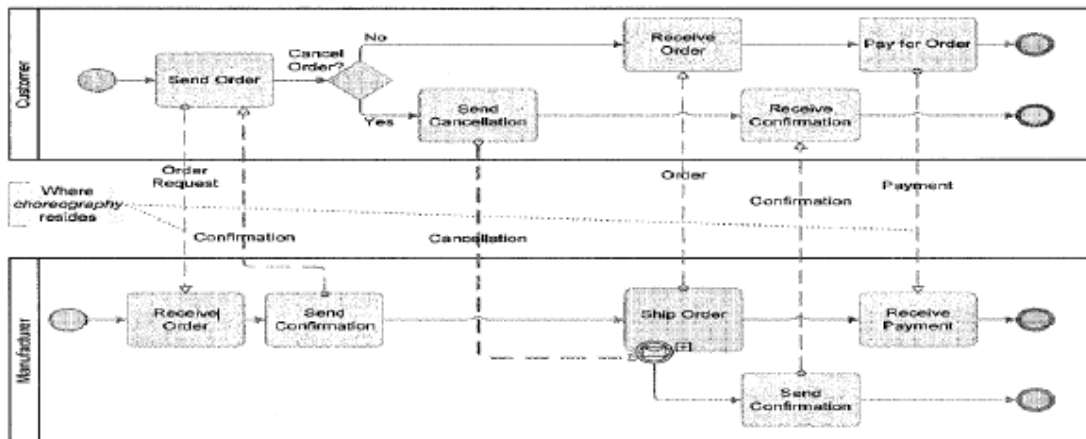 Customer
Send Order
Cancel
Order?
No
Yes
Send
Cancellation
Receive
Order
Pay for Order
Receive
Confirmation
Order
Request
Where
choreography
resides
Confirmation
Cancellation
Order
Confirmation
Payment
Manufacturer
Receive
Order
Send
Confirmation
Ship Order
Receive
Payment
Send
Confirmation